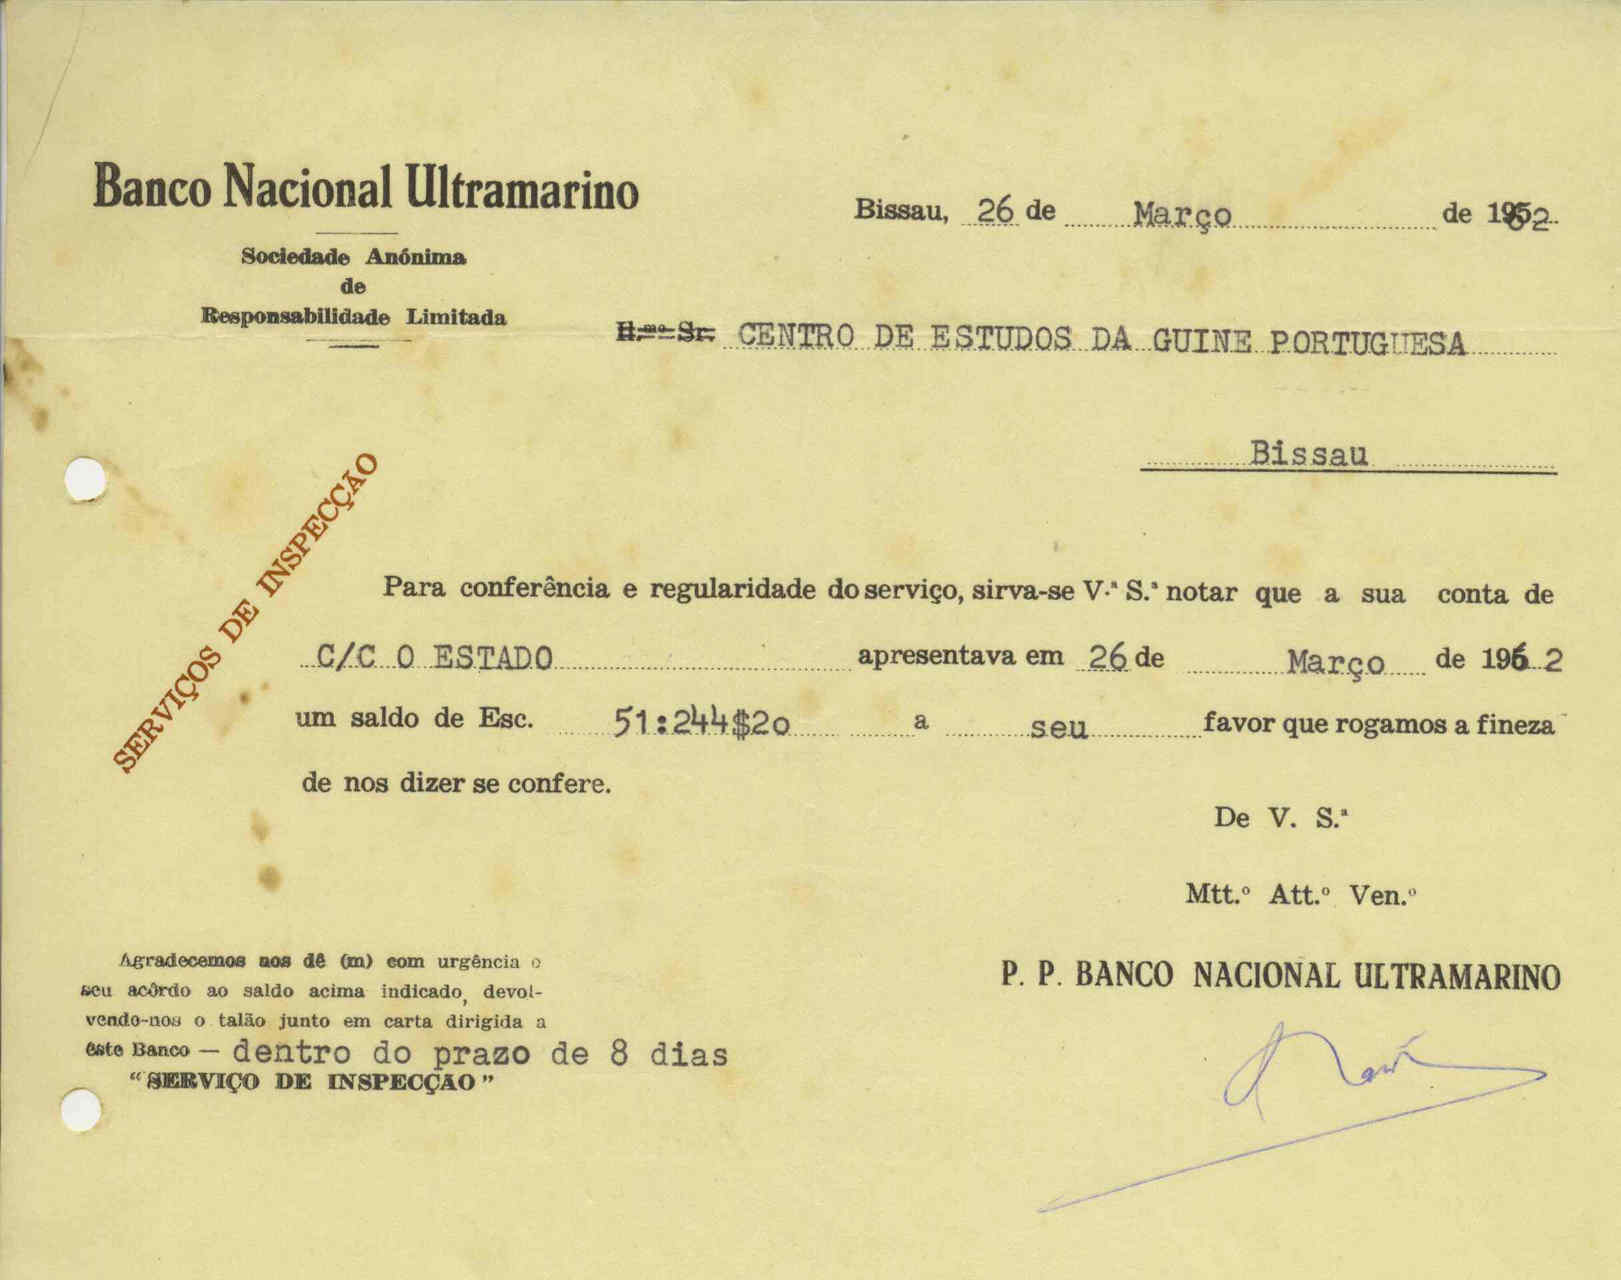 Banco Nacional Ultramarino
Sociedade Anónima
de
Responsabilidade Limitada
Bissau, 26 de Março de 1962
Il.mo Sr. CENTRO DE ESTUDOS DA GUINE PORTUGUESA
Bissau
SERVIÇOS DE INSPECÇÃO
Para conferência e regularidade do serviço, sirva-se V.ª S.ª notar que a sua conta de
C/C O ESTADO apresentava em 26 de Março de 1962
um saldo de Esc. 51:244$20 a seu favor que rogamos a fineza
de nos dizer se confere.
De V. S.ª
Mtt.º Att.º Ven.º
P. P. BANCO NACIONAL ULTRAMARINO
Agradecemos nos dê (m) com urgência o
seu acôrdo ao saldo acima indicado, devol-
vendo-nos o talão junto em carta dirigida a
êste Banco — dentro do prazo de 8 dias
"SERVIÇO DE INSPECÇÃO"